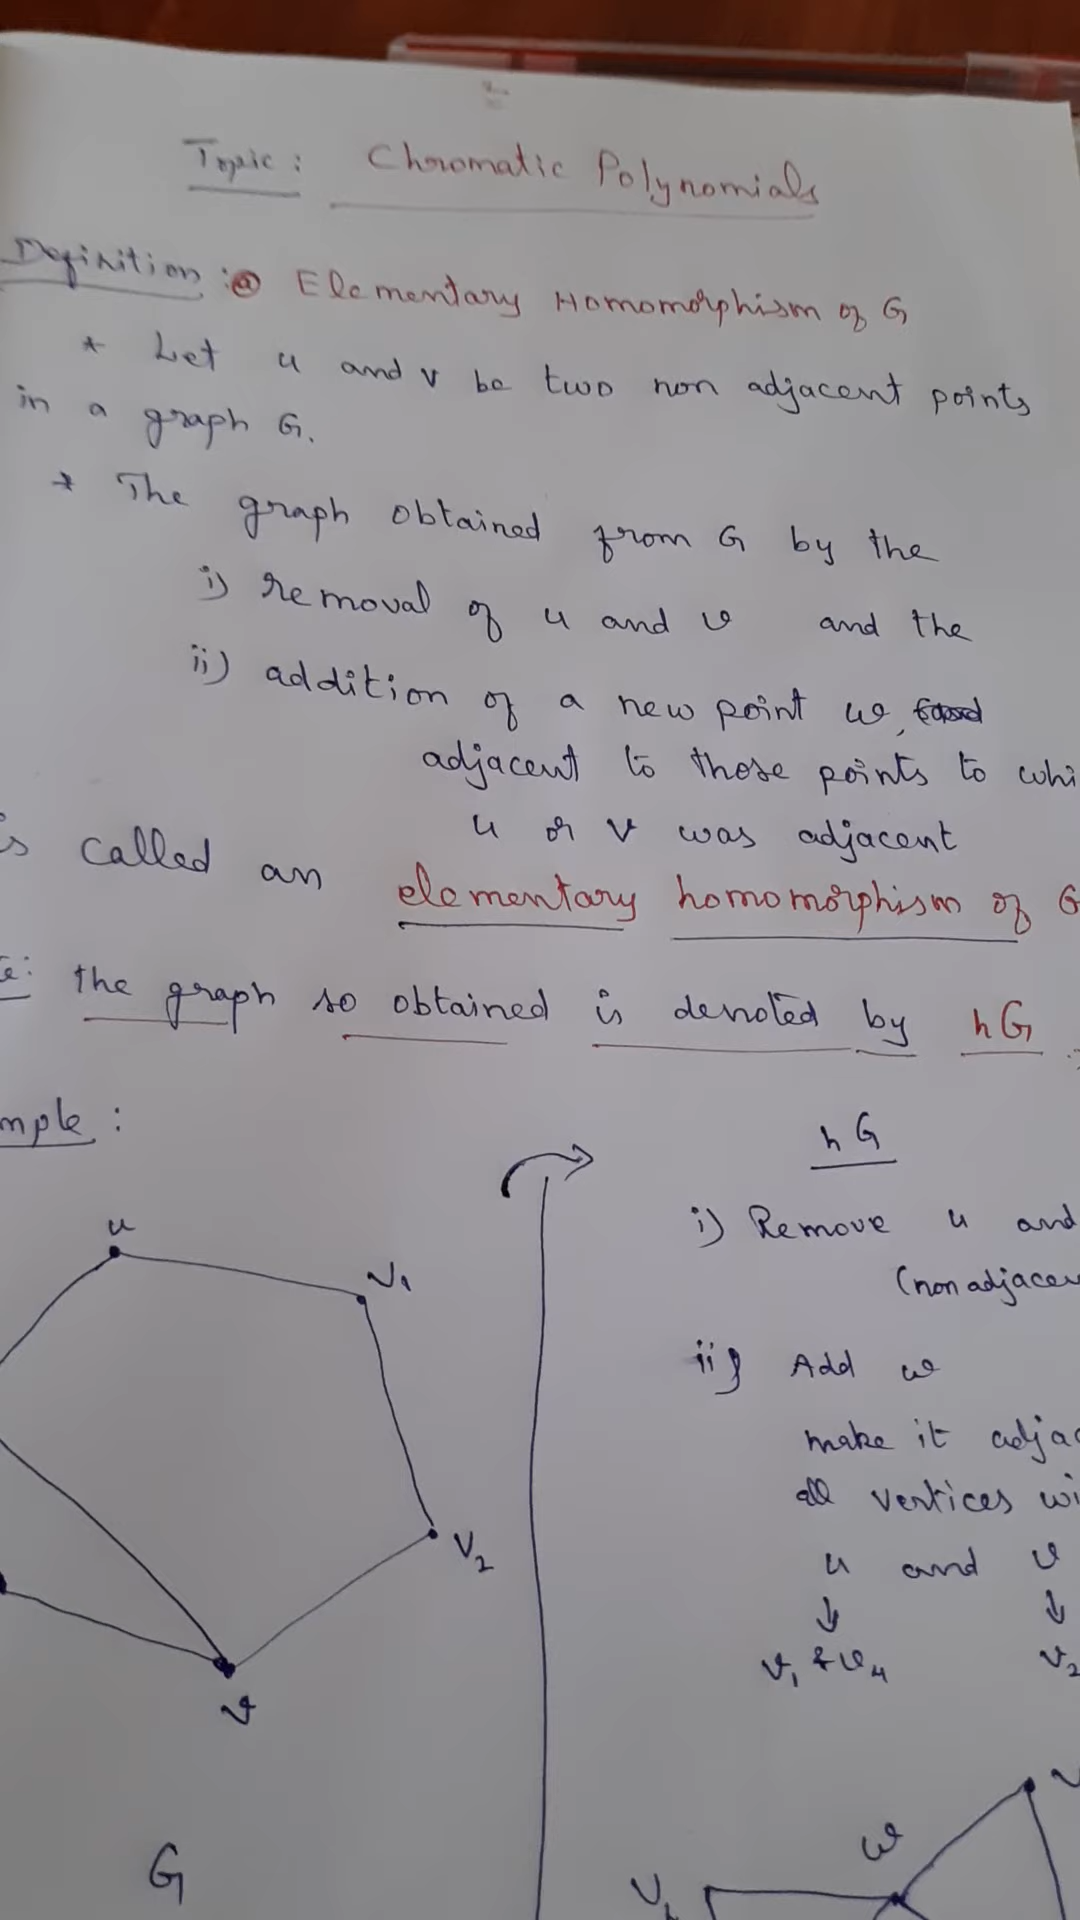 Topic: Chromatic Polynomials
Definition: @ Elementary Homomorphism of G
* Let u and v be two non adjacent points
in a graph G.
* The graph obtained from G by the
i) removal of u and v and the
ii) addition of a new point w,
adjacent to those points to whi
u or v was adjacent
is called an elementary homomorphism of G
the graph so obtained is denoted by hG
mple:
hG
i) Remove u and
(non adjacen
ii) Add w
make it adjac
all vertices wi
u and v
↓ ↓
v1 & v4 v2
u
v1
v2
v
G
w